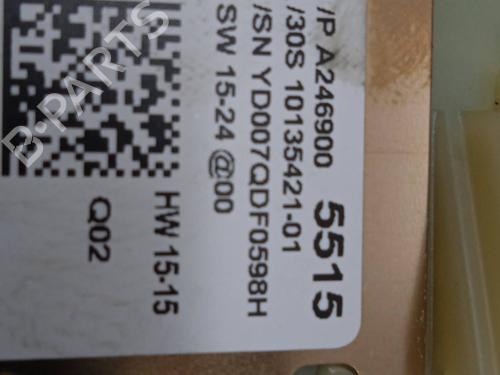 /P A246900 5515
/30S 10135421-01
/SN YD007QDF0598H
SW 15-24 @00
HW 15-15
Q02
B-PARTS